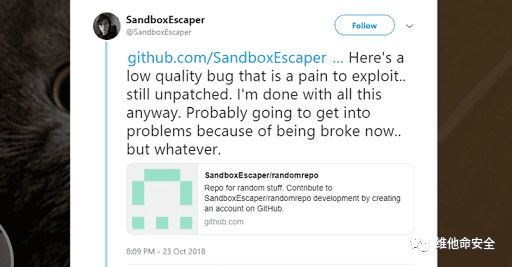 SandboxEscaper
@SandboxEscaper
Follow
github.com/SandboxEscaper ... Here's a
low quality bug that is a pain to exploit..
still unpatched. I'm done with all this
anyway. Probably going to get into
problems because of being broke now..
but whatever.
SandboxEscaper/randomrepo
Repo for random stuff. Contribute to
SandboxEscaper/randomrepo development by creating
an account on GitHub.
github.com
8:09 PM - 23 Oct 2018
维他命安全